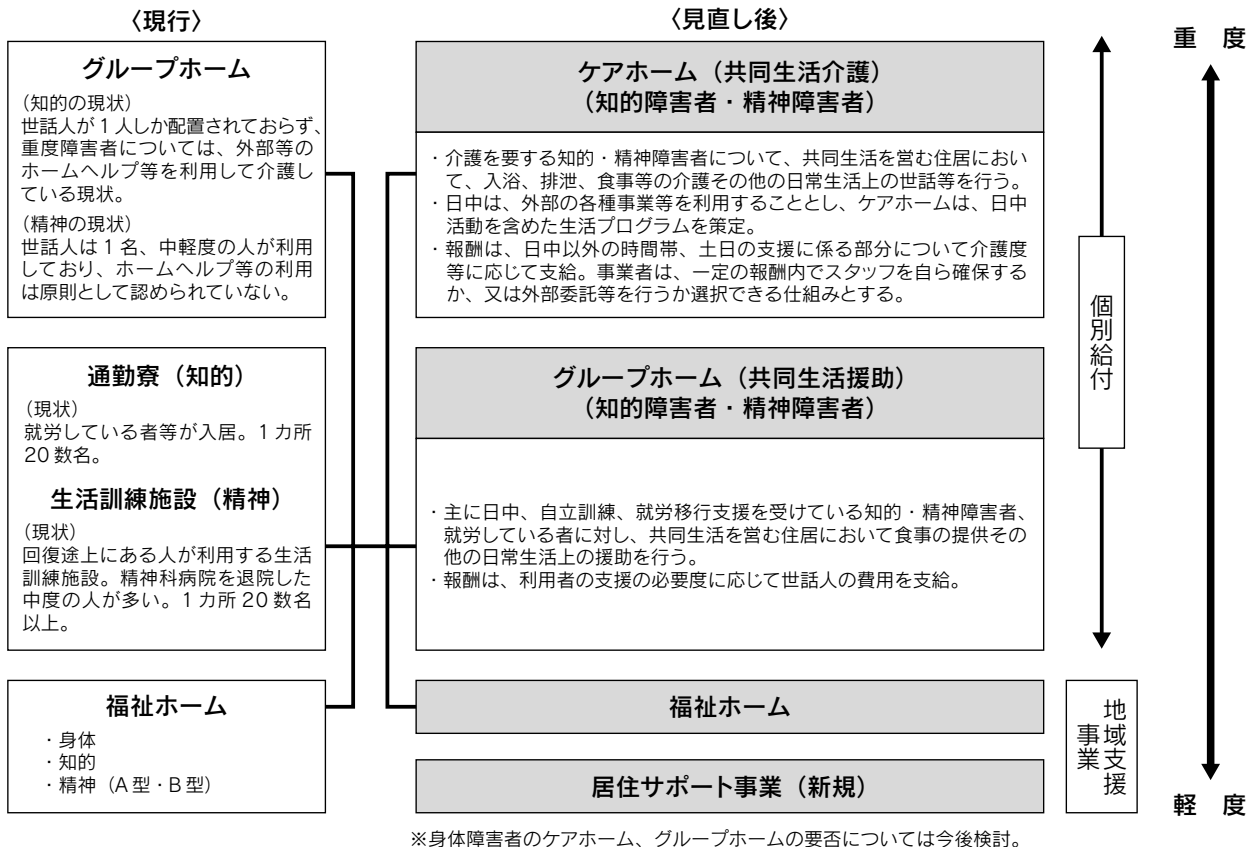 〈現行〉
グループホーム
(知的の現状)
世話人が1人しか配置されておらず、
重度障害者については、外部等の
ホームヘルプ等を利用して介護し
ている現状。
(精神の現状)
世話人は1名、中軽度の人が利用
しており、ホームヘルプ等の利用
は原則として認められていない。
通勤寮（知的）
(現状)
就労している者等が入居。1カ所
20数名。
生活訓練施設（精神）
(現状)
回復途上にある人が利用する生活
訓練施設。精神科病院を退院した
中度の人が多い。1カ所20数名
以上。
福祉ホーム
・身体
・知的
・精神（A型・B型）
〈見直し後〉
ケアホーム（共同生活介護）
（知的障害者・精神障害者）
・介護を要する知的・精神障害者について、共同生活を営む住居におい
て、入浴、排泄、食事等の介護その他の日常生活上の世話等を行う。
・日中は、外部の各種事業等を利用することとし、ケアホームは、日中
活動を含めた生活プログラムを策定。
・報酬は、日中以外の時間帯、土日の支援に係る部分について介護度
等に応じて支給。事業者は、一定の報酬内でスタッフを自ら確保する
か、又は外部委託等を行うか選択できる仕組みとする。
グループホーム（共同生活援助）
（知的障害者・精神障害者）
・主に日中、自立訓練、就労移行支援を受けている知的・精神障害者、
就労している者に対し、共同生活を営む住居において食事の提供その
他の日常生活上の援助を行う。
・報酬は、利用者の支援の必要度に応じて世話人の費用を支給。
福祉ホーム
居住サポート事業（新規）
個別給付
地域支援
事業
重　度
軽　度
※身体障害者のケアホーム、グループホームの要否については今後検討。